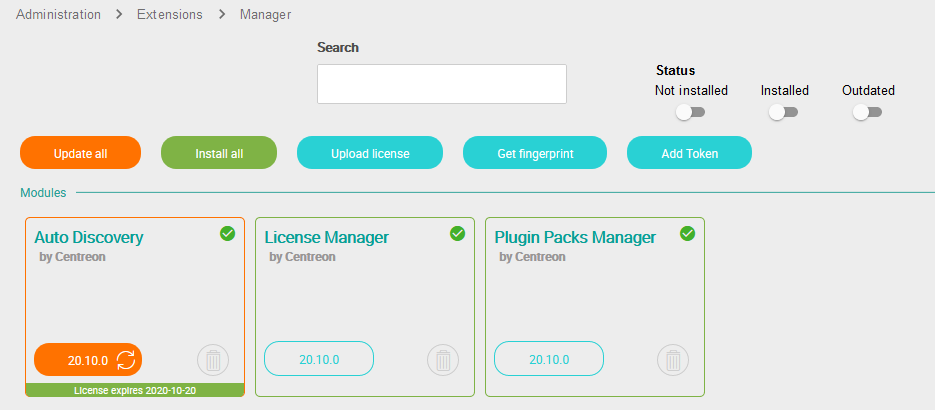 Administration > Extensions > Manager
Search
Status
Not installed Installed Outdated
Update all Install all Upload license Get fingerprint Add Token
Modules
Auto Discovery License Manager Plugin Packs Manager
by Centreon by Centreon by Centreon
20.10.0 20.10.0 20.10.0
License expires 2020-10-20